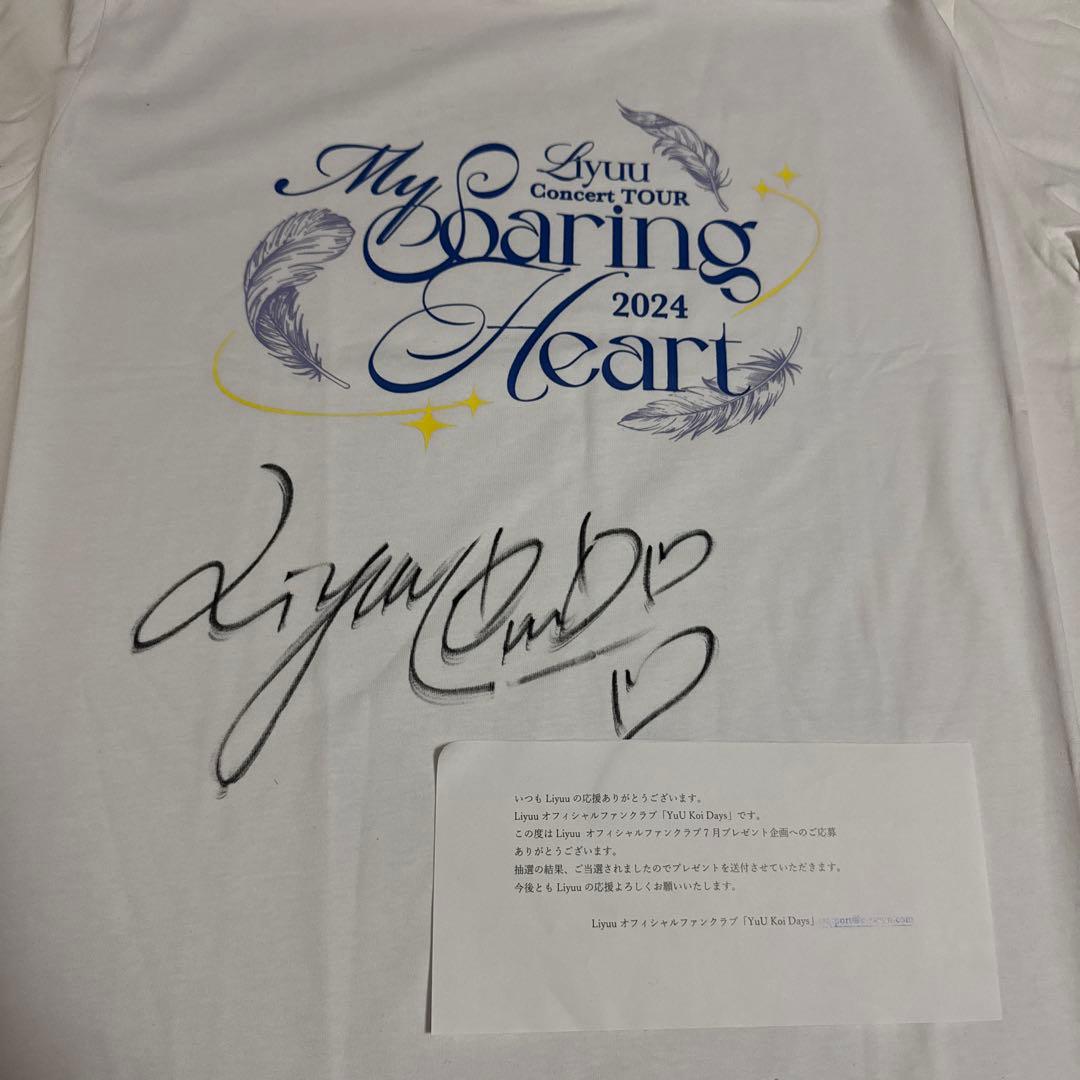 Liyuu
Concert TOUR
My Soaring
2024
Heart
Liyuu
いつも Liyuu の応援ありがとうございます。
Liyuu オフィシャルファンクラブ「YuU Koi Days」です。
この度は Liyuu オフィシャルファンクラブ 7 月プレゼント企画へのご応募
ありがとうございます。
抽選の結果、ご当選されましたのでプレゼントを送付させていただきます。
今後とも Liyuu の応援よろしくお願いいたします。
Liyuu オフィシャルファンクラブ「YuU Koi Days」